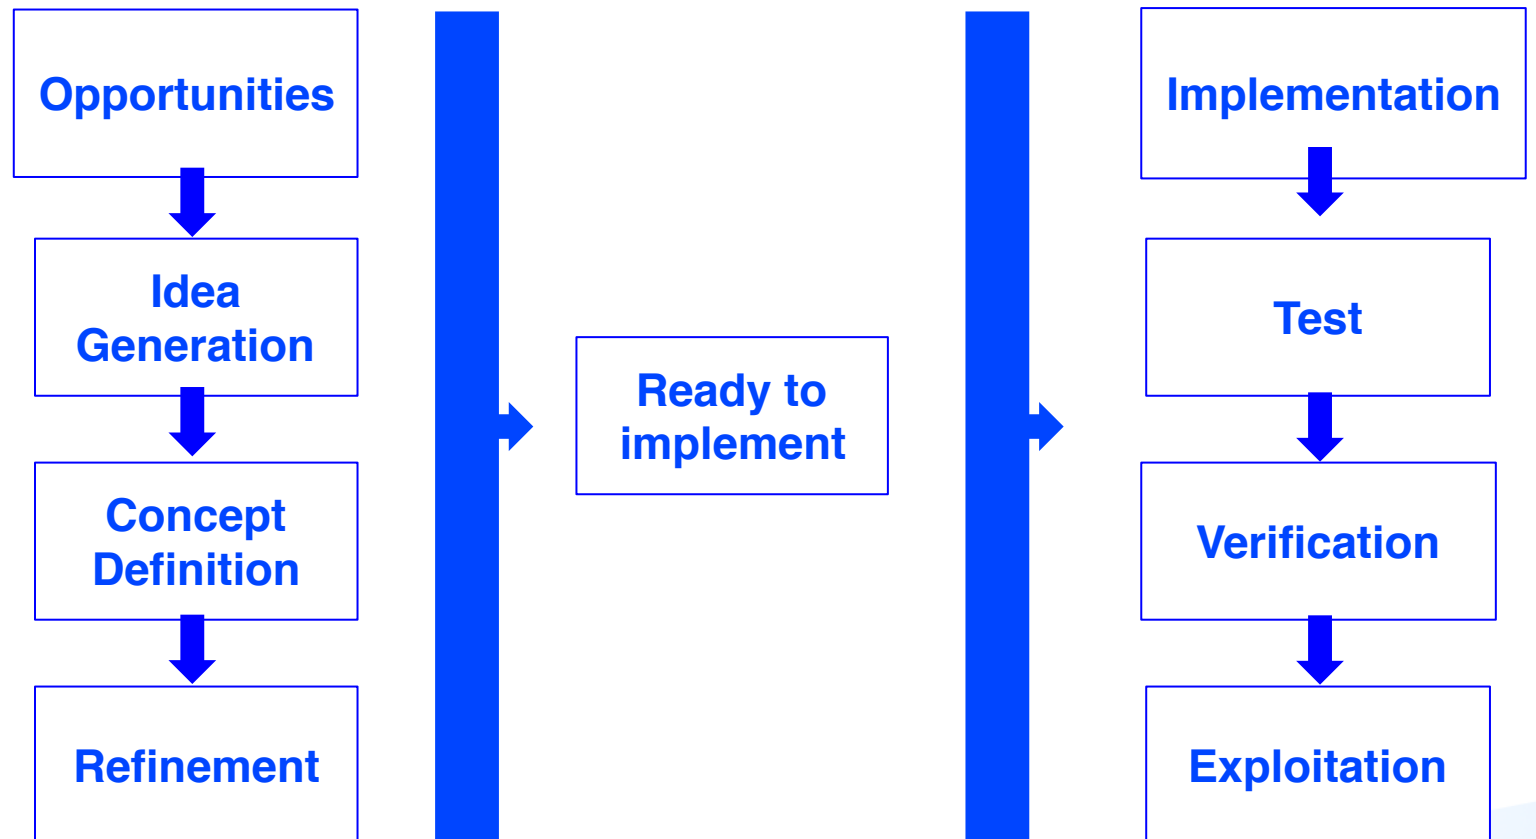 Opportunities
Idea
Generation
Concept
Definition
Refinement
Ready to
implement
Implementation
Test
Verification
Exploitation